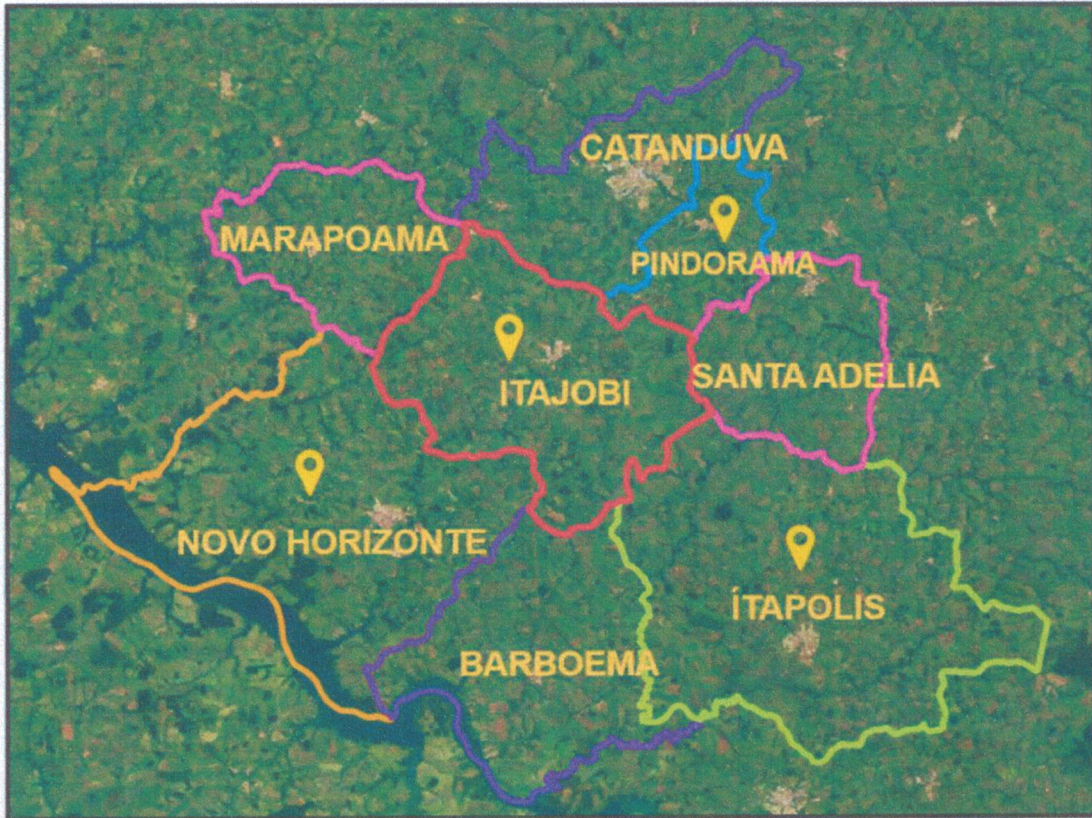 CATANDUVA
MARAPOAMA
PINDORAMA
SANTA ADELIA
ITAJOBI
NOVO HORIZONTE
ÍTAPOLIS
BARBOEMA